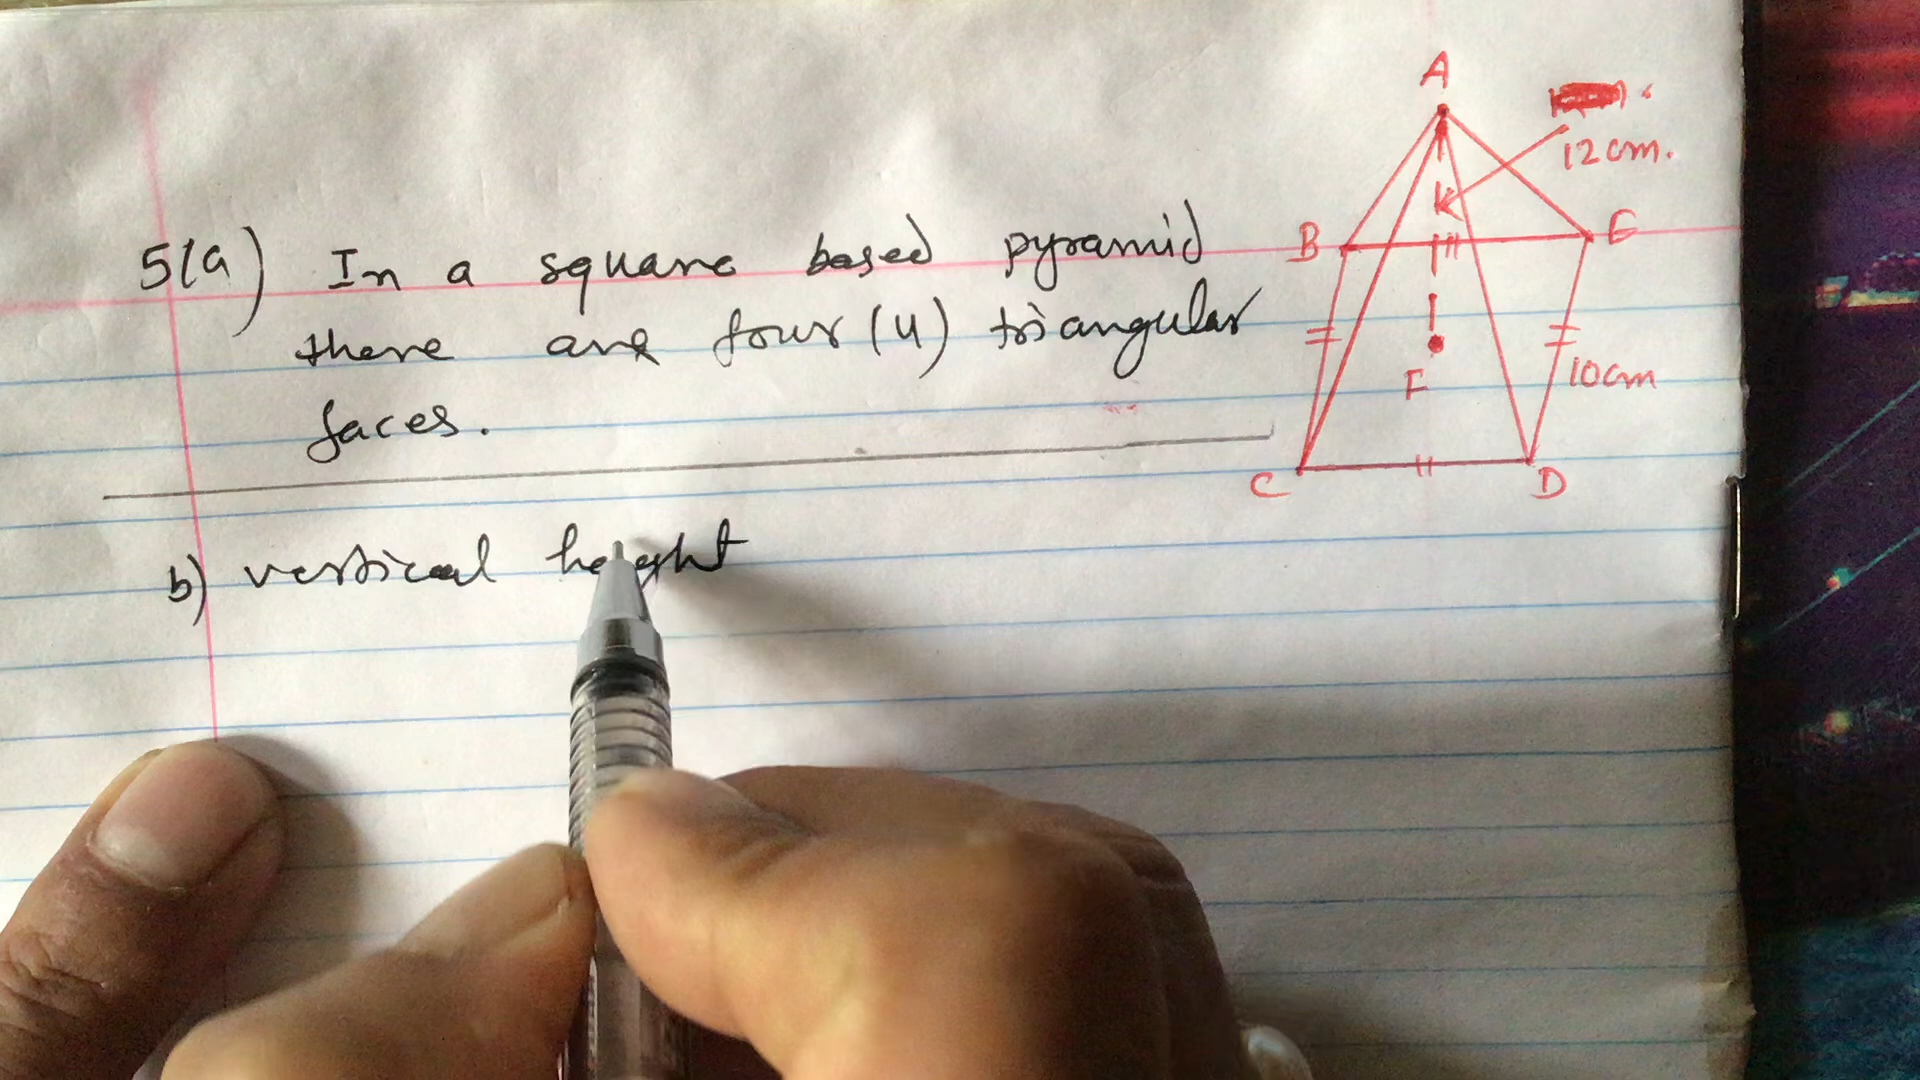 5(a) In a square based pyramid
there are four (4) triangular
faces.
b) vertical height
A
12cm.
B
E
F
10cm
C
D